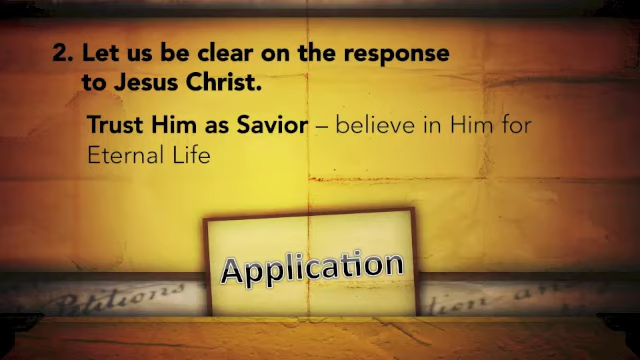 2. Let us be clear on the response
to Jesus Christ.
Trust Him as Savior – believe in Him for
Eternal Life
Application
Petitions